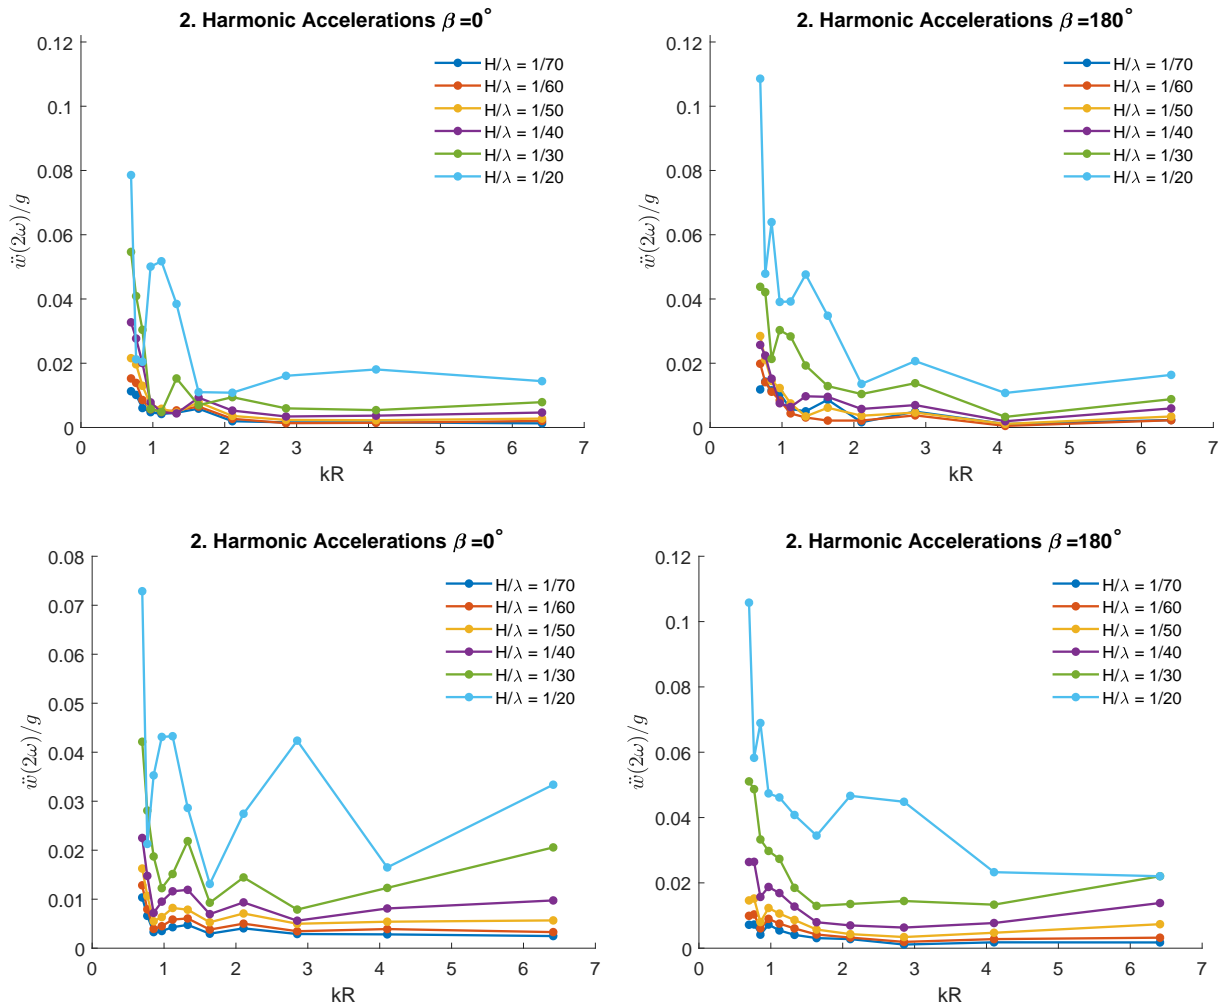 2. Harmonic Accelerations β =0°
0.12
0.1
0.08
0.06
0.04
0.02
0
ẅ(2ω)/g
0 1 2 3 4 5 6 7
kR
H/λ = 1/70
H/λ = 1/60
H/λ = 1/50
H/λ = 1/40
H/λ = 1/30
H/λ = 1/20
2. Harmonic Accelerations β =180°
0.12
0.1
0.08
0.06
0.04
0.02
0
ẅ(2ω)/g
0 1 2 3 4 5 6 7
kR
H/λ = 1/70
H/λ = 1/60
H/λ = 1/50
H/λ = 1/40
H/λ = 1/30
H/λ = 1/20
2. Harmonic Accelerations β =0°
0.08
0.07
0.06
0.05
0.04
0.03
0.02
0.01
0
ẅ(2ω)/g
0 1 2 3 4 5 6 7
kR
H/λ = 1/70
H/λ = 1/60
H/λ = 1/50
H/λ = 1/40
H/λ = 1/30
H/λ = 1/20
2. Harmonic Accelerations β =180°
0.12
0.1
0.08
0.06
0.04
0.02
0
ẅ(2ω)/g
0 1 2 3 4 5 6 7
kR
H/λ = 1/70
H/λ = 1/60
H/λ = 1/50
H/λ = 1/40
H/λ = 1/30
H/λ = 1/20